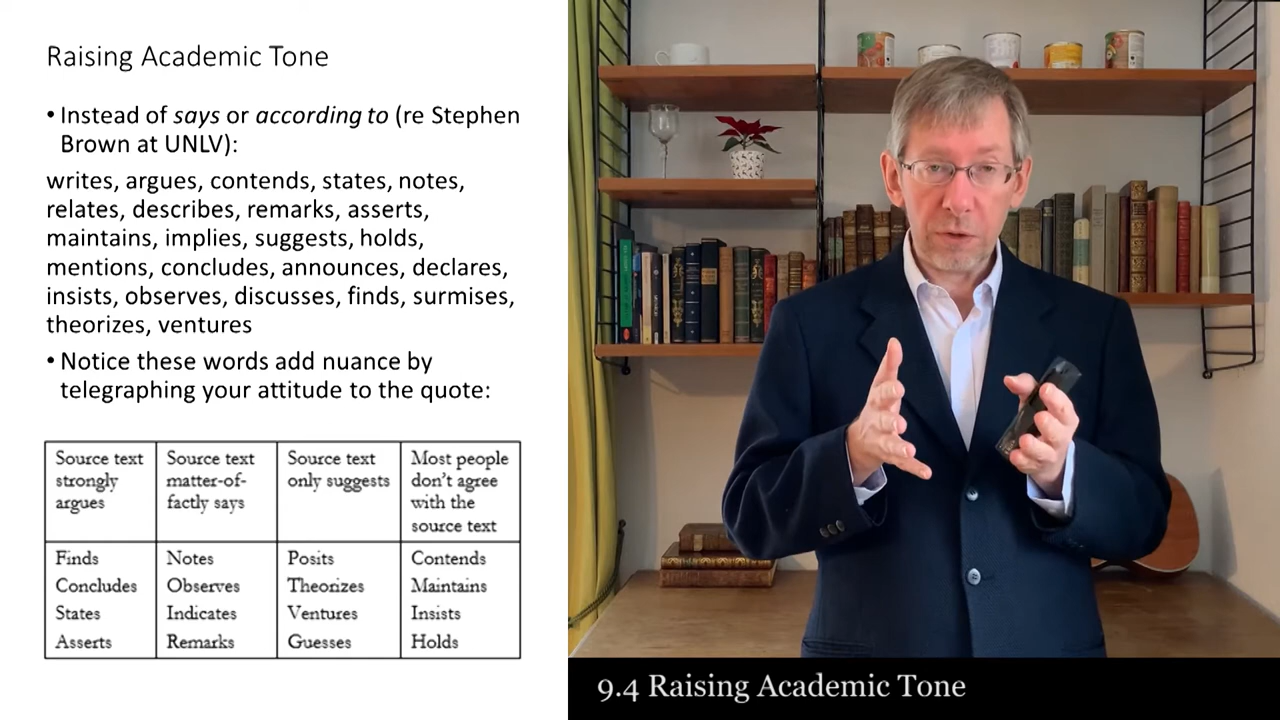 Raising Academic Tone
• Instead of says or according to (re Stephen
Brown at UNLV):
writes, argues, contends, states, notes,
relates, describes, remarks, asserts,
maintains, implies, suggests, holds,
mentions, concludes, announces, declares,
insists, observes, discusses, finds, surmises,
theorizes, ventures
• Notice these words add nuance by
telegraphing your attitude to the quote:
Source text strongly argues
Source text matter-of-factly says
Source text only suggests
Most people don't agree with the source text
Finds Notes Posits Contends
Concludes Observes Theorizes Maintains
States Indicates Ventures Insists
Asserts Remarks Guesses Holds
9.4 Raising Academic Tone